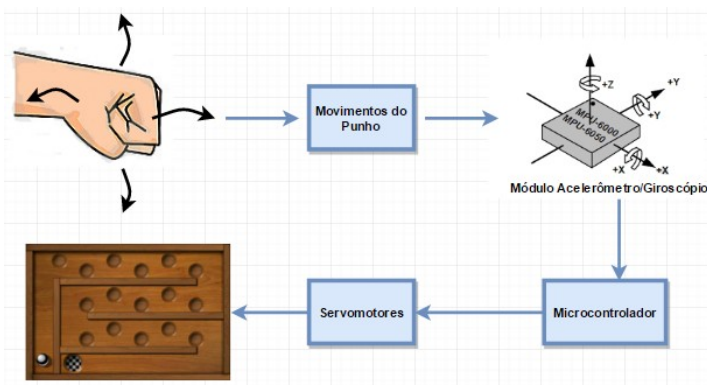 Movimentos do
Punho
+Z
+Y
+Y
MPU-6000
MPU-6050
+X
+X
Módulo Acelerômetro/Giroscópio
Servomotores
Microcontrolador